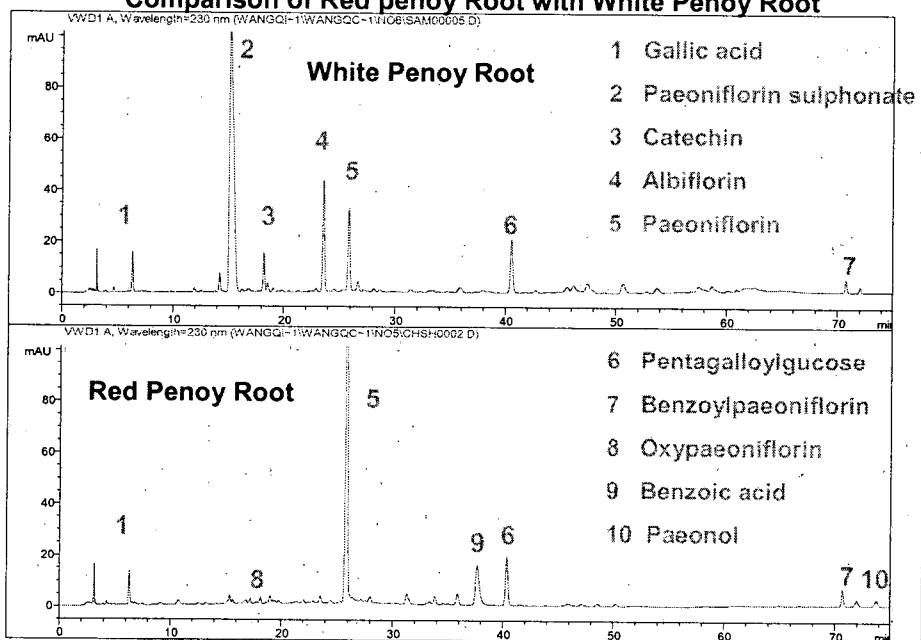 Comparison of Red penoy Root with White Penoy Root
VWD1 A, Wavelength=230 nm (WANGQI~1\WANGQC~1\NO6\SAM00005.D)
mAU
White Penoy Root
80
60
40
20
0
1
2
3
4
5
6
7
1 Gallic acid
2 Paeoniflorin sulphonate
3 Catechin
4 Albiflorin
5 Paeoniflorin
0 10 20 30 40 50 60 70 min
VWD1 A, Wavelength=230 nm (WANGQI~1\WANGQC~1\NO5\CHSH0002.D)
mAU
Red Penoy Root
80
60
40
20
0
1
8
5
9
6
7
10
6 Pentagalloylgucose
7 Benzoylpaeoniflorin
8 Oxypaeoniflorin
9 Benzoic acid
10 Paeonol
0 10 20 30 40 50 60 70 min